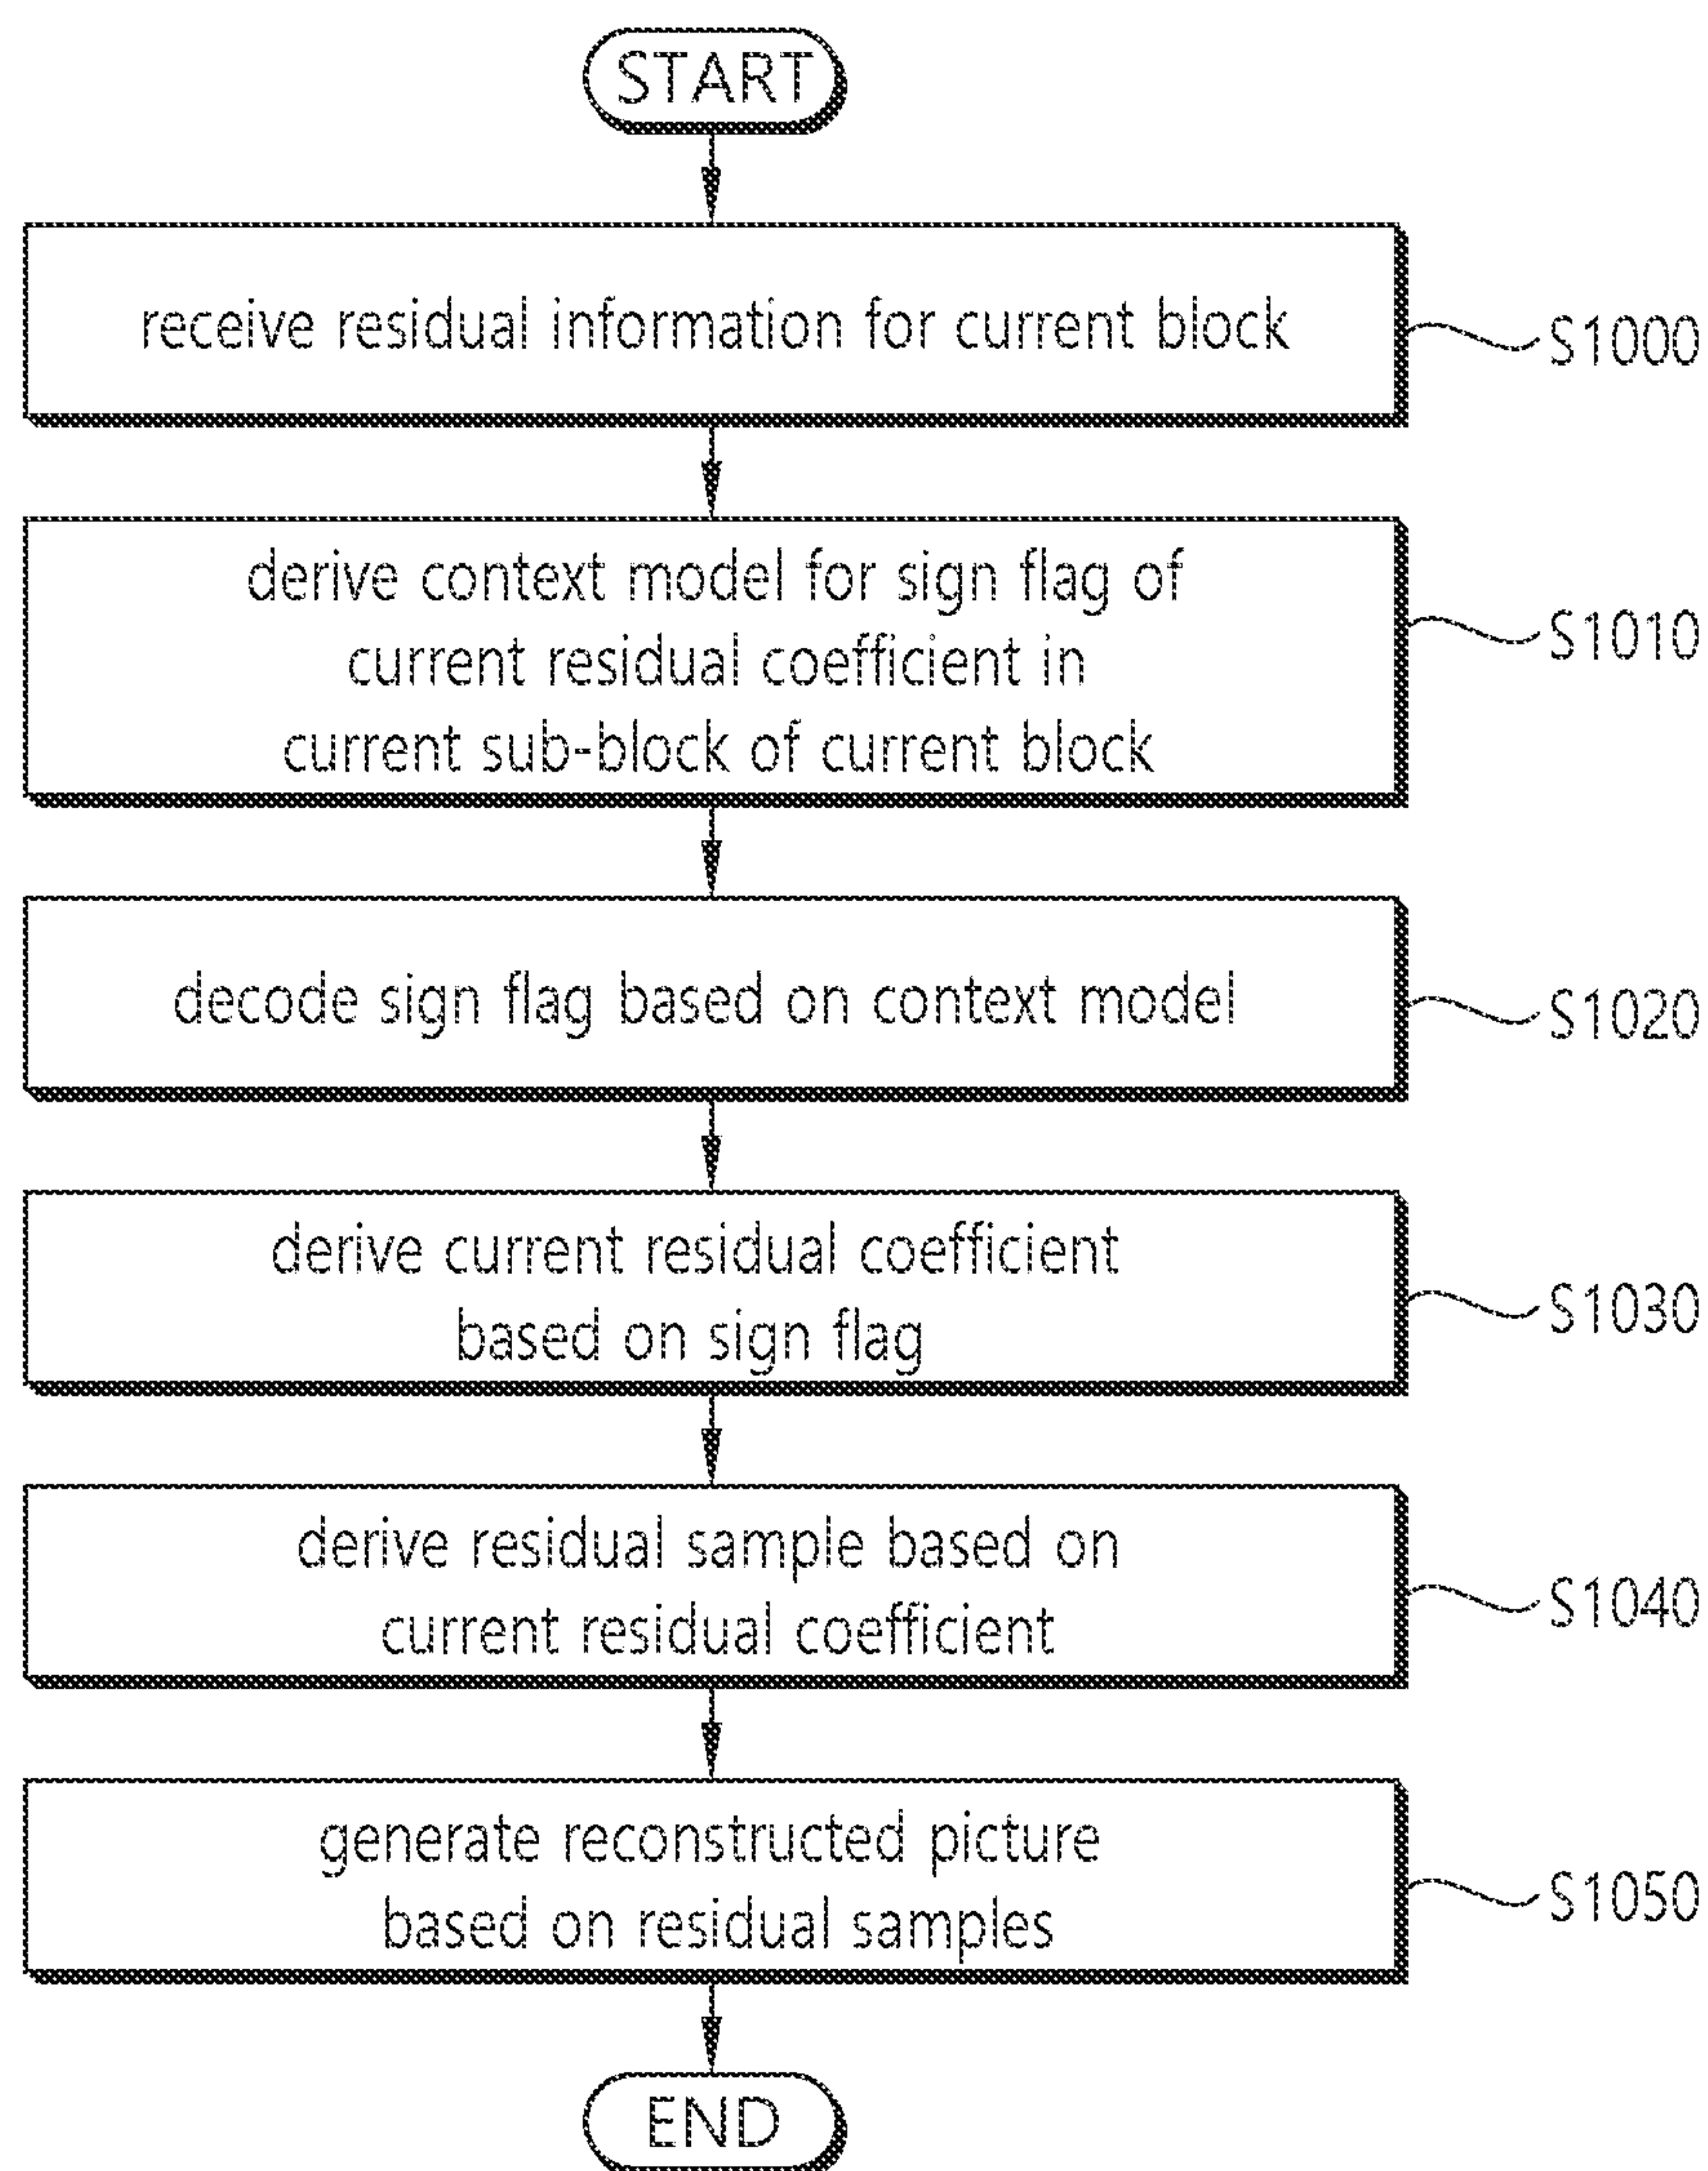 START
receive residual information for current block
S1000
derive context model for sign flag of
current residual coefficient in
current sub-block of current block
S1010
decode sign flag based on context model
S1020
derive current residual coefficient
based on sign flag
S1030
derive residual sample based on
current residual coefficient
S1040
generate reconstructed picture
based on residual samples
S1050
END